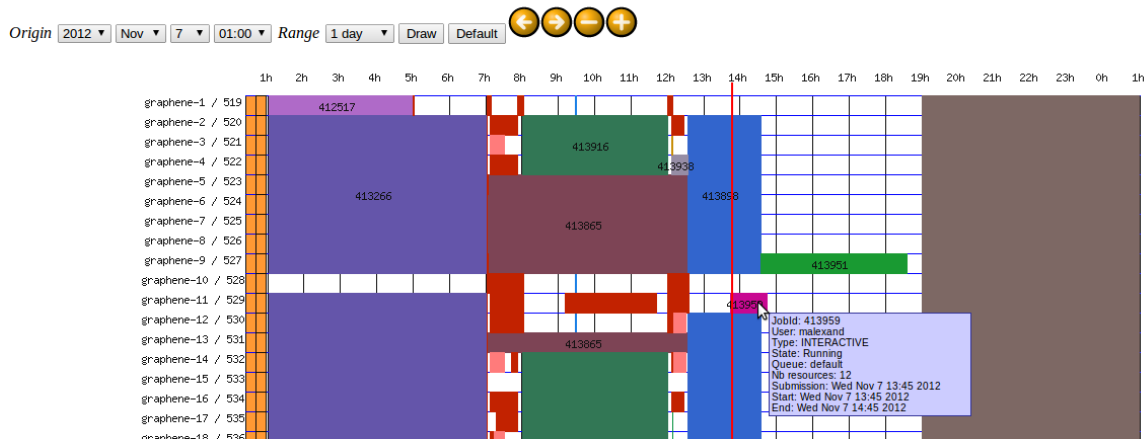 Origin 2012 Nov 7 01:00 Range 1 day Draw Default
1h 2h 3h 4h 5h 6h 7h 8h 9h 10h 11h 12h 13h 14h 15h 16h 17h 18h 19h 20h 21h 22h 23h 0h 1h
graphene-1 / 519
412517
graphene-2 / 520
graphene-3 / 521
413916
graphene-4 / 522
413938
graphene-5 / 523
graphene-6 / 524
413266
413898
graphene-7 / 525
413865
graphene-8 / 526
graphene-9 / 527
413951
graphene-10 / 528
graphene-11 / 529
413959
graphene-12 / 530
graphene-13 / 531
413865
graphene-14 / 532
graphene-15 / 533
graphene-16 / 534
graphene-17 / 535
graphene-18 / 536
JobId: 413959
User: malexand
Type: INTERACTIVE
State: Running
Queue: default
Nb resources: 12
Submission: Wed Nov 7 13:45 2012
Start: Wed Nov 7 13:45 2012
End: Wed Nov 7 14:45 2012